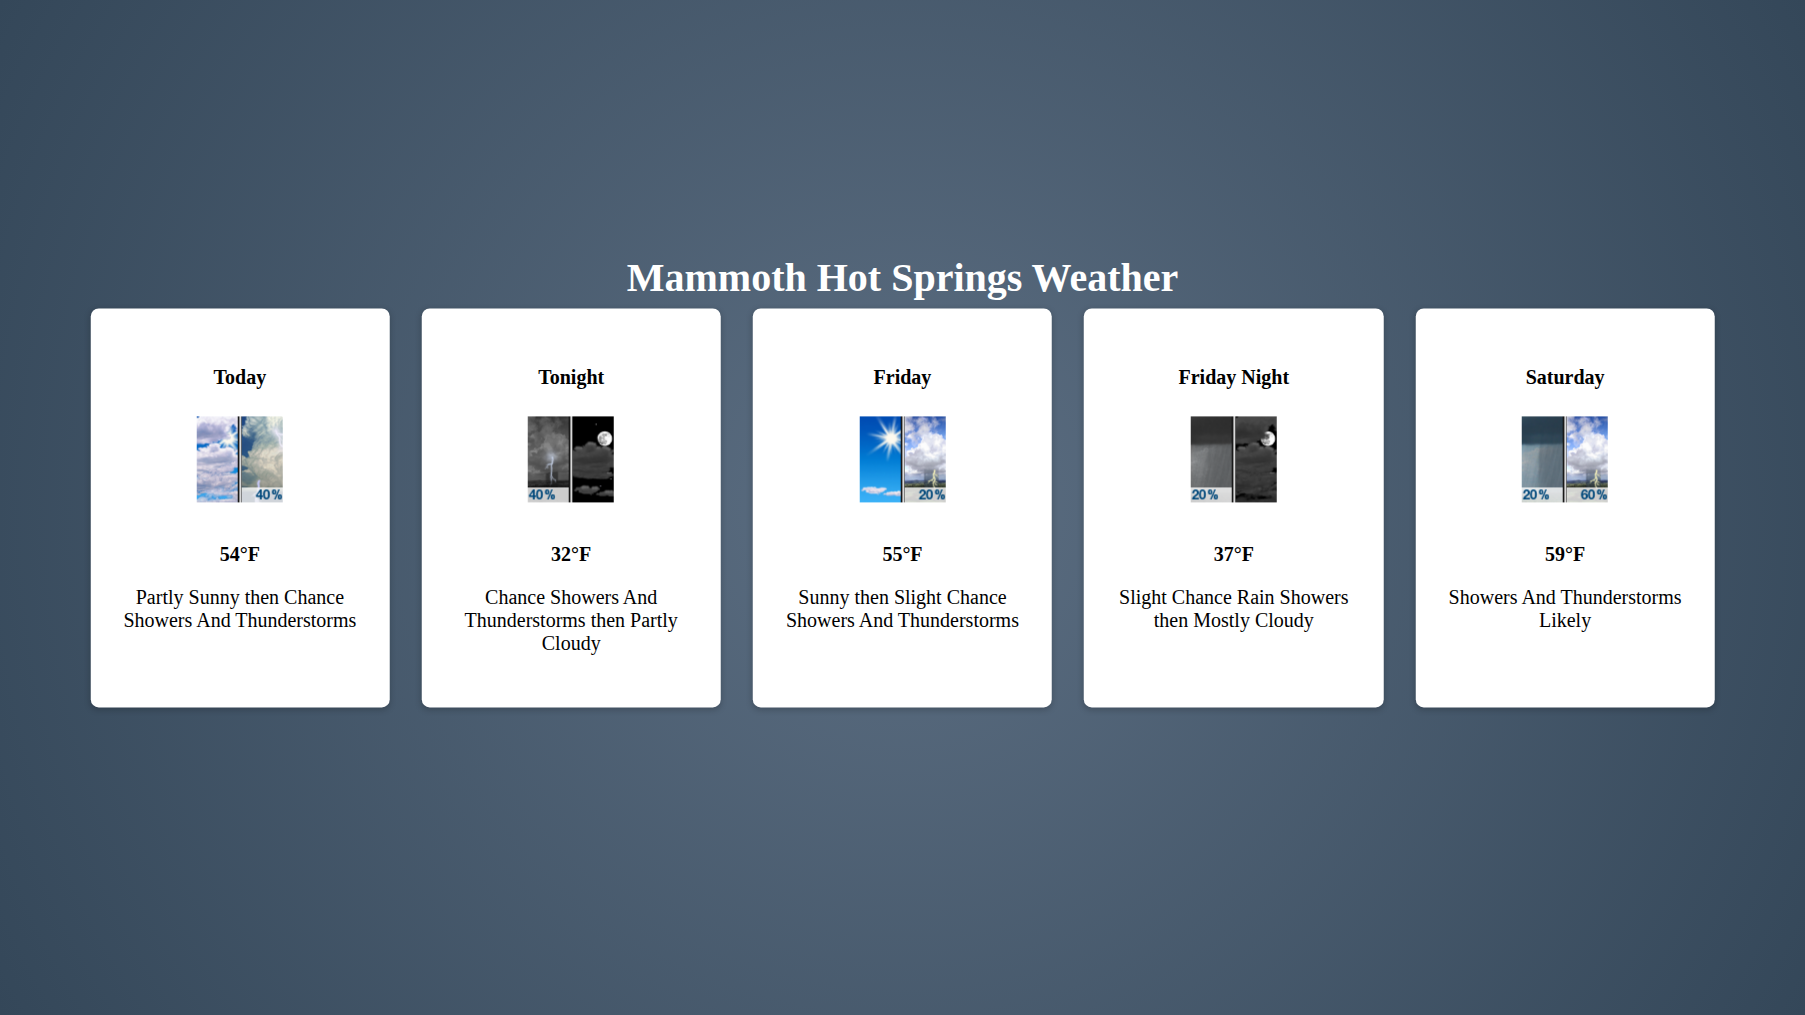 Mammoth Hot Springs Weather
Today
40%
54°F
Partly Sunny then Chance
Showers And Thunderstorms
Tonight
40%
32°F
Chance Showers And
Thunderstorms then Partly
Cloudy
Friday
20%
55°F
Sunny then Slight Chance
Showers And Thunderstorms
Friday Night
20%
37°F
Slight Chance Rain Showers
then Mostly Cloudy
Saturday
20% 60%
59°F
Showers And Thunderstorms
Likely